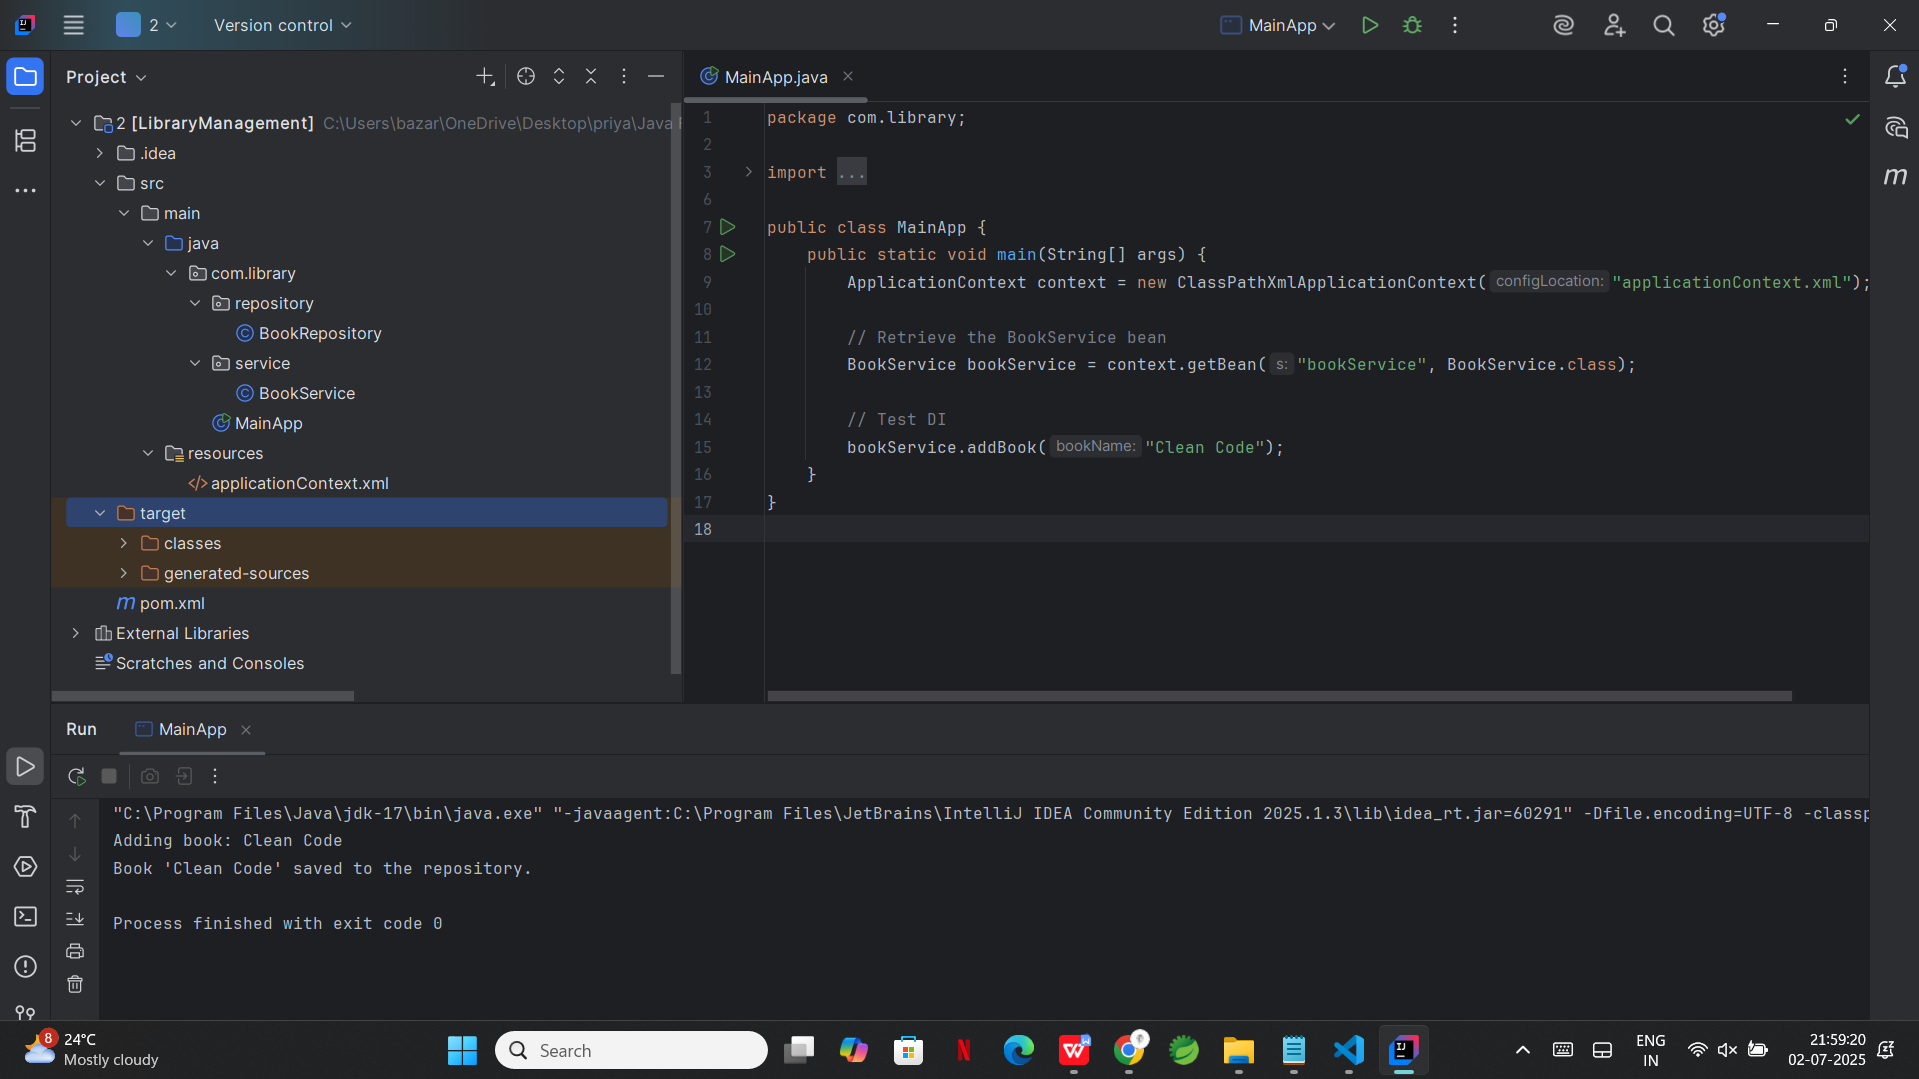 2
Version control
MainApp
Project
MainApp.java
2 [LibraryManagement] C:\Users\bazar\OneDrive\Desktop\priya\Java
.idea
src
main
java
com.library
repository
BookRepository
service
BookService
MainApp
resources
applicationContext.xml
target
classes
generated-sources
pom.xml
External Libraries
Scratches and Consoles
1 package com.library;
2
3 import ...
6
7 public class MainApp {
8 public static void main(String[] args) {
9 ApplicationContext context = new ClassPathXmlApplicationContext( configLocation: "applicationContext.xml");
10
11 // Retrieve the BookService bean
12 BookService bookService = context.getBean( s: "bookService", BookService.class);
13
14 // Test DI
15 bookService.addBook( bookName: "Clean Code");
16 }
17 }
18
Run
MainApp
"C:\Program Files\Java\jdk-17\bin\java.exe" "-javaagent:C:\Program Files\JetBrains\IntelliJ IDEA Community Edition 2025.1.3\lib\idea_rt.jar=60291" -Dfile.encoding=UTF-8 -classp
Adding book: Clean Code
Book 'Clean Code' saved to the repository.
Process finished with exit code 0
8
24°C
Mostly cloudy
Search
ENG
IN
21:59:20
02-07-2025